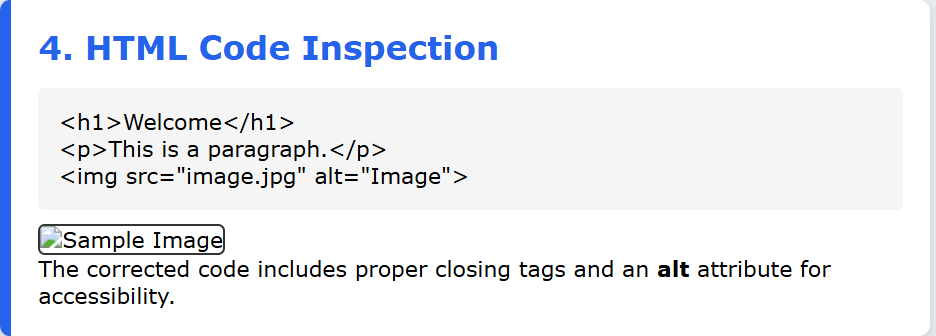 4. HTML Code Inspection
<h1>Welcome</h1>
<p>This is a paragraph.</p>
<img src="image.jpg" alt="Image">
Sample Image
The corrected code includes proper closing tags and an alt attribute for
accessibility.